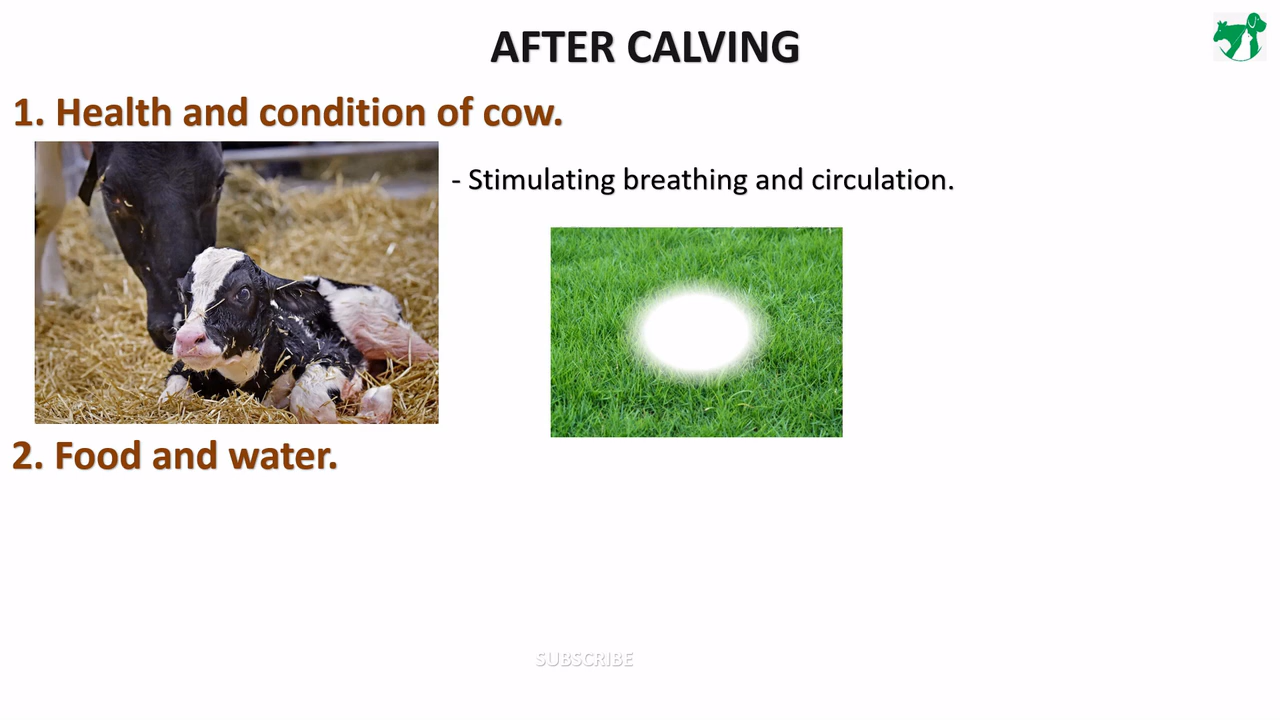 AFTER CALVING
1. Health and condition of cow.
- Stimulating breathing and circulation.
2. Food and water.
SUBSCRIBE